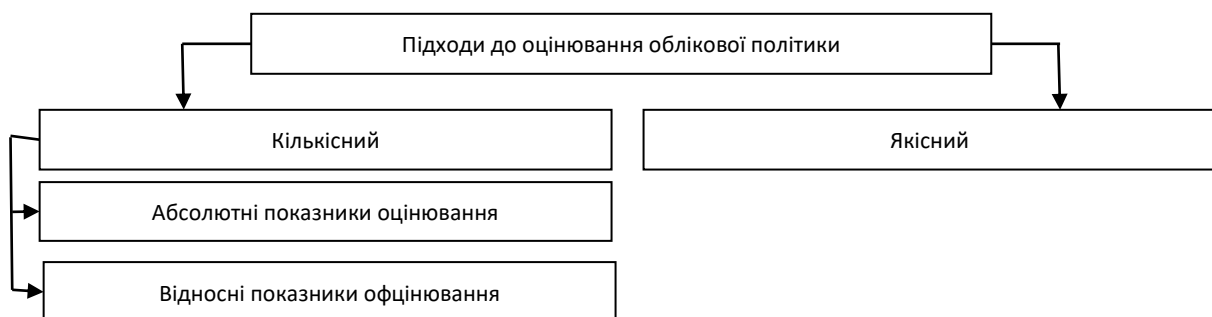 Підходи до оцінювання облікової політики
Кількісний
Якісний
Абсолютні показники оцінювання
Відносні показники офцінювання